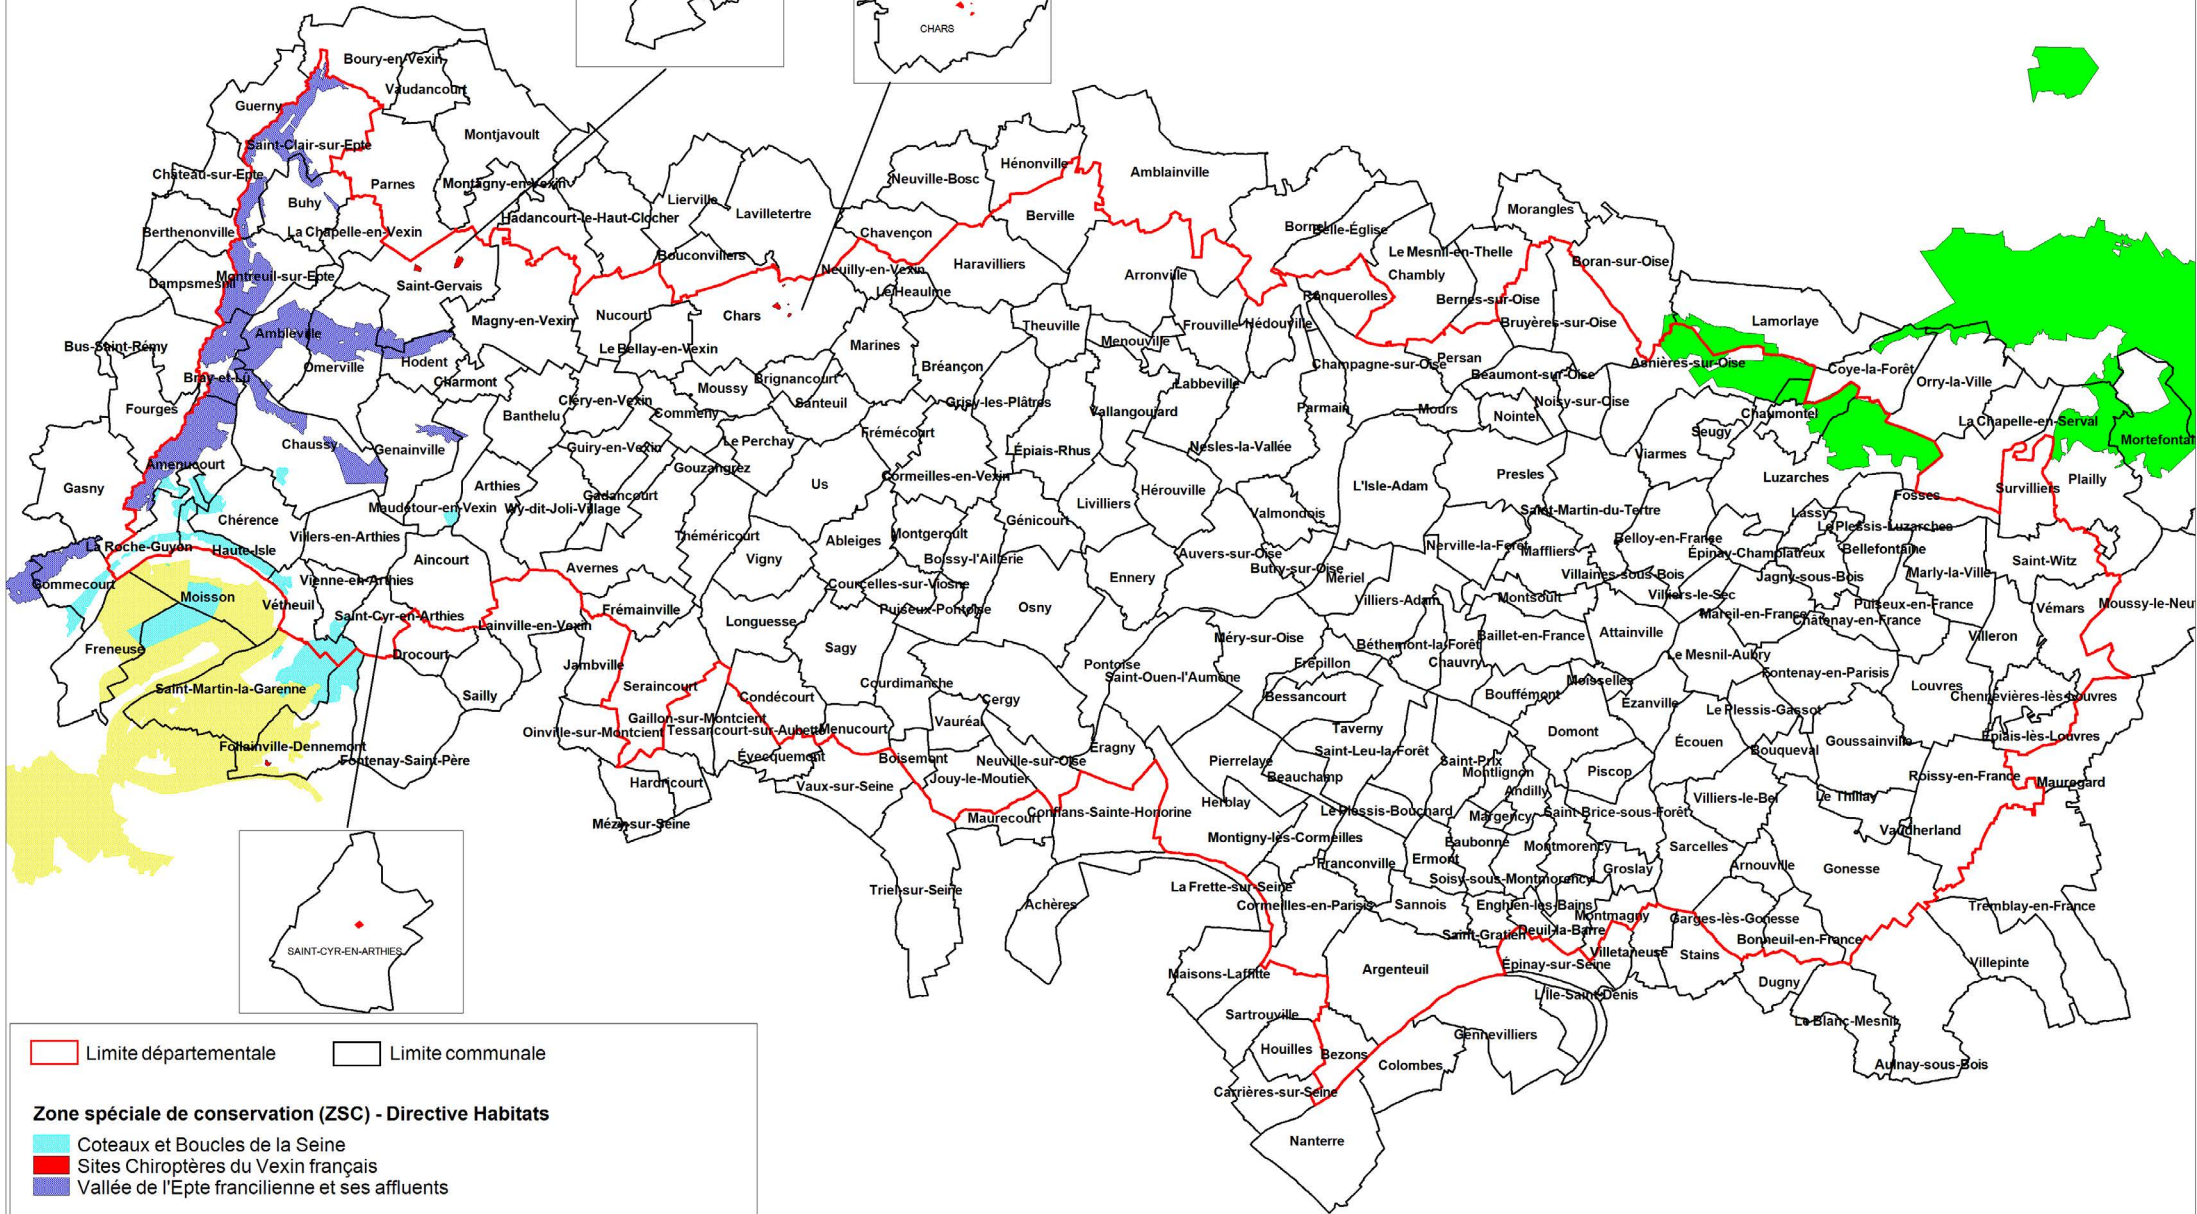 CHARS
Boury-en-Vexin
Vaudancourt
Guerny
Montjavoult
Saint-Clair-sur-Epte
Château-sur-Epte
Parnes
Montagny-en-Vexin
Buhy
Hadancourt-le-Haut-Clocher
Lierville
Lavilletertre
Neuville-Bosc
Hénonville
Amblainville
Berthenonville
La Chapelle-en-Vexin
Bouconvillers
Chavençon
Berville
Belle-Église
Morangles
Dampsmesnil
Montreuil-sur-Epte
Saint-Gervais
Neuilly-en-Vexin
Haravilliers
Arronville
Le Mesnil-en-Thelle
Chambly
Boran-sur-Oise
Le Heaulme
Ronquerolles
Bernes-sur-Oise
Magny-en-Vexin
Nucourt
Chars
Theuville
Frouville
Hédouville
Bruyères-sur-Oise
Lamorlaye
Bus-Saint-Rémy
Ambleville
Le Bellay-en-Vexin
Marines
Menouville
Persan
Omerville
Hodent
Bréançon
Champagne-sur-Oise
Asnières-sur-Oise
Coye-la-Forêt
Bray-et-Lû
Charmont
Moussy
Brignancourt
Labbeville
Beaumont-sur-Oise
Orry-la-Ville
Fourges
Banthelu
Cléry-en-Vexin
Commeny
Santeuil
Grisy-les-Plâtres
Vallangoujard
Parmain
Mours
Nointel
Noisy-sur-Oise
Chaumontel
La Chapelle-en-Serval
Chaussy
Genainville
Guiry-en-Vexin
Le Perchay
Frémécourt
Épiais-Rhus
Nesles-la-Vallée
Seugy
Viarmes
Amenucourt
Gouzangrez
Us
Cormeilles-en-Vexin
L'Isle-Adam
Presles
Luzarches
Plailly
Gasny
Arthies
Gadancourt
Livilliers
Hérouville
Fosses
Survilliers
Chérence
Maudétour-en-Vexin
Wy-dit-Joli-Village
Génicourt
Valmondois
Saint-Martin-du-Tertre
Lassy
Le Plessis-Luzarches
Villers-en-Arthies
Théméricourt
Ableiges
Montgeroult
Belloy-en-France
La Roche-Guyon
Haute-Isle
Aincourt
Avernes
Vigny
Boissy-l'Aillerie
Auvers-sur-Oise
Butry-sur-Oise
Nerville-la-Forêt
Maffliers
Épinay-Champlâtreux
Bellefontaine
Saint-Witz
Gommecourt
Vienne-en-Arthies
Courcelles-sur-Viosne
Ennery
Mériel
Villaines-sous-Bois
Jagny-sous-Bois
Marly-la-Ville
Moisson
Vétheuil
Saint-Cyr-en-Arthies
Frémainville
Puiseux-Pontoise
Osny
Villiers-Adam
Montsoult
Villiers-le-Sec
Mareil-en-France
Puiseux-en-France
Châtenay-en-France
Vémars
Lainville-en-Vexin
Longuesse
Méry-sur-Oise
Baillet-en-France
Attainville
Villeron
Freneuse
Drocourt
Sagy
Béthemont-la-Forêt
Jambville
Pontoise
Saint-Ouen-l'Aumône
Frépillon
Chauvry
Le Mesnil-Aubry
Fontenay-en-Parisis
Saint-Martin-la-Garenne
Sailly
Seraincourt
Condécourt
Courdimanche
Cergy
Bessancourt
Bouffémont
Moisselles
Louvres
Chennevières-lès-Louvres
Gaillon-sur-Montcient
Tessancourt-sur-Aubette
Menucourt
Vauréal
Taverny
Ézanville
Le Plessis-Gassot
Oinville-sur-Montcient
Domont
Écouen
Bouqueval
Goussainville
Épiais-lès-Louvres
Follainville-Dennemont
Fontenay-Saint-Père
Évecquemont
Boisemont
Neuville-sur-Oise
Éragny
Pierrelaye
Saint-Leu-la-Forêt
Saint-Prix
Montlignon
Piscop
Roissy-en-France
Mauregard
Hardricourt
Vaux-sur-Seine
Jouy-le-Moutier
Beauchamp
Andilly
Mézy-sur-Seine
Maurecourt
Conflans-Sainte-Honorine
Herblay
Le Plessis-Bouchard
Margency
Saint-Brice-sous-Forêt
Villiers-le-Bel
Le Thillay
Montigny-lès-Cormeilles
Eaubonne
Montmorency
Sarcelles
Vaudherland
Franconville
Ermont
Groslay
Arnouville
Gonesse
Triel-sur-Seine
Achères
La Frette-sur-Seine
Soisy-sous-Montmorency
Cormeilles-en-Parisis
Sannois
Enghien-les-Bains
Montmagny
Garges-lès-Gonesse
Tremblay-en-France
Saint-Gratien
Deuil-la-Barre
Bonneuil-en-France
SAINT-CYR-EN-ARTHIES
Maisons-Laffitte
Argenteuil
Épinay-sur-Seine
Villetaneuse
Stains
Villepinte
Dugny
L'Île-Saint-Denis
Sartrouville
Gennevilliers
Le Blanc-Mesnil
Houilles
Bezons
Colombes
Aulnay-sous-Bois
Carrières-sur-Seine
Nanterre
Limite départementale
Limite communale
Zone spéciale de conservation (ZSC) - Directive Habitats
Coteaux et Boucles de la Seine
Sites Chiroptères du Vexin français
Vallée de l'Epte francilienne et ses affluents